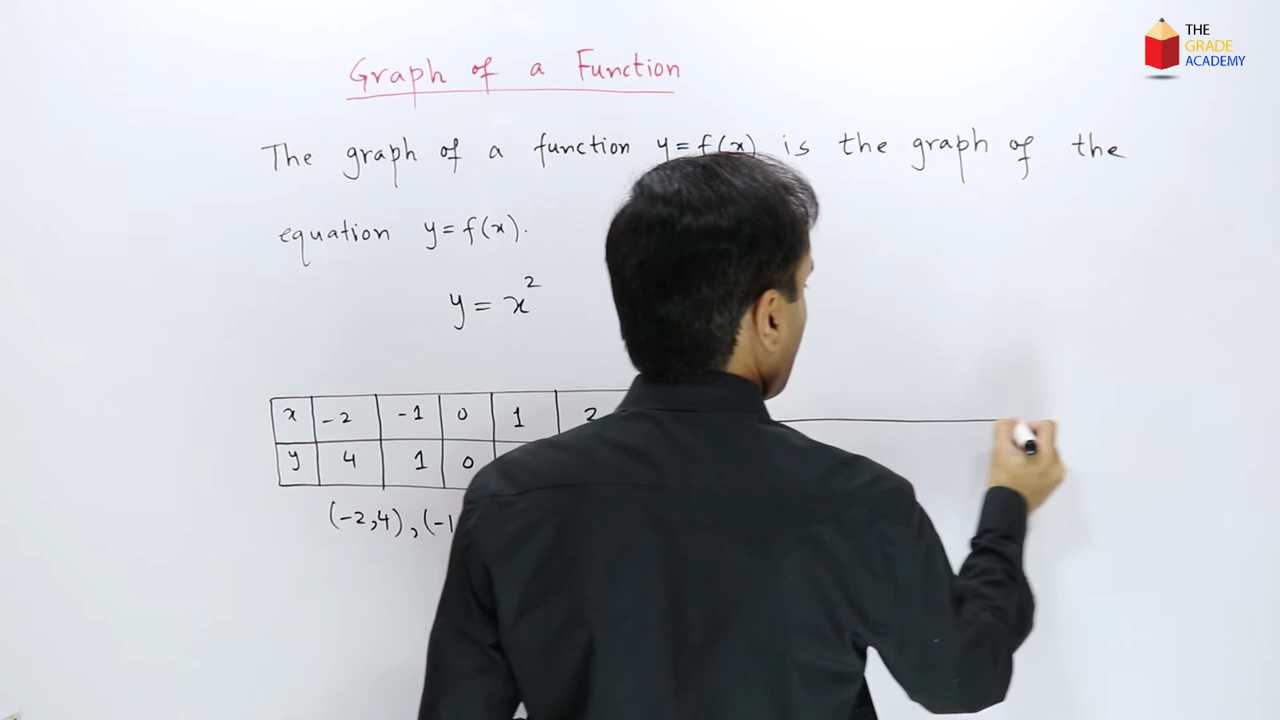 THE
GRADE
ACADEMY
Graph of a Function
The graph of a function y = f(x) is the graph of the
equation y = f(x).
y = x²
x -2 -1 0 1 2
y 4 1 0
(-2,4), (-1